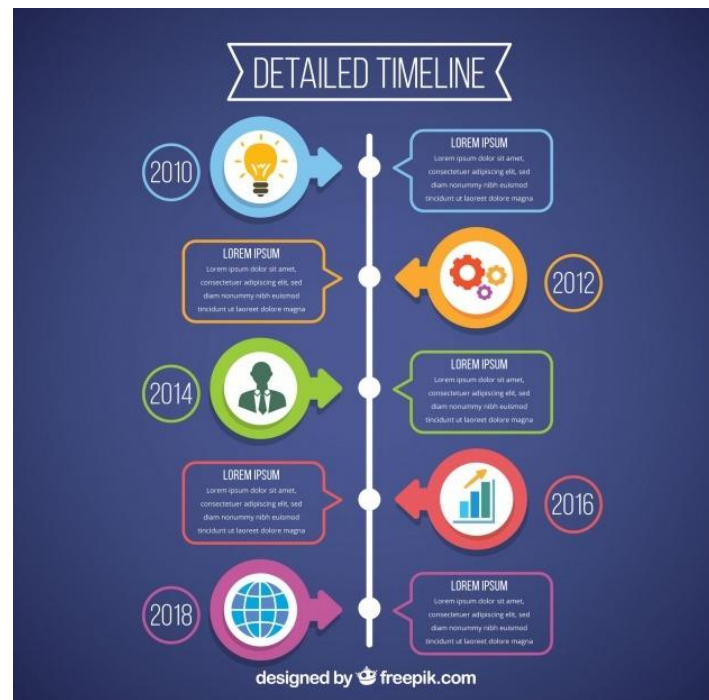 DETAILED TIMELINE
2010
LOREM IPSUM
Lorem ipsum dolor sit amet,
consectetuer adipiscing elit, sed
diam nonummy nibh euismod
tincidunt ut laoreet dolore magna
LOREM IPSUM
Lorem ipsum dolor sit amet,
consectetuer adipiscing elit, sed
diam nonummy nibh euismod
tincidunt ut laoreet dolore magna
2012
2014
LOREM IPSUM
Lorem ipsum dolor sit amet,
consectetuer adipiscing elit, sed
diam nonummy nibh euismod
tincidunt ut laoreet dolore magna
LOREM IPSUM
Lorem ipsum dolor sit amet,
consectetuer adipiscing elit, sed
diam nonummy nibh euismod
tincidunt ut laoreet dolore magna
2016
2018
LOREM IPSUM
Lorem ipsum dolor sit amet,
consectetuer adipiscing elit, sed
diam nonummy nibh euismod
tincidunt ut laoreet dolore magna
designed by freepik.com